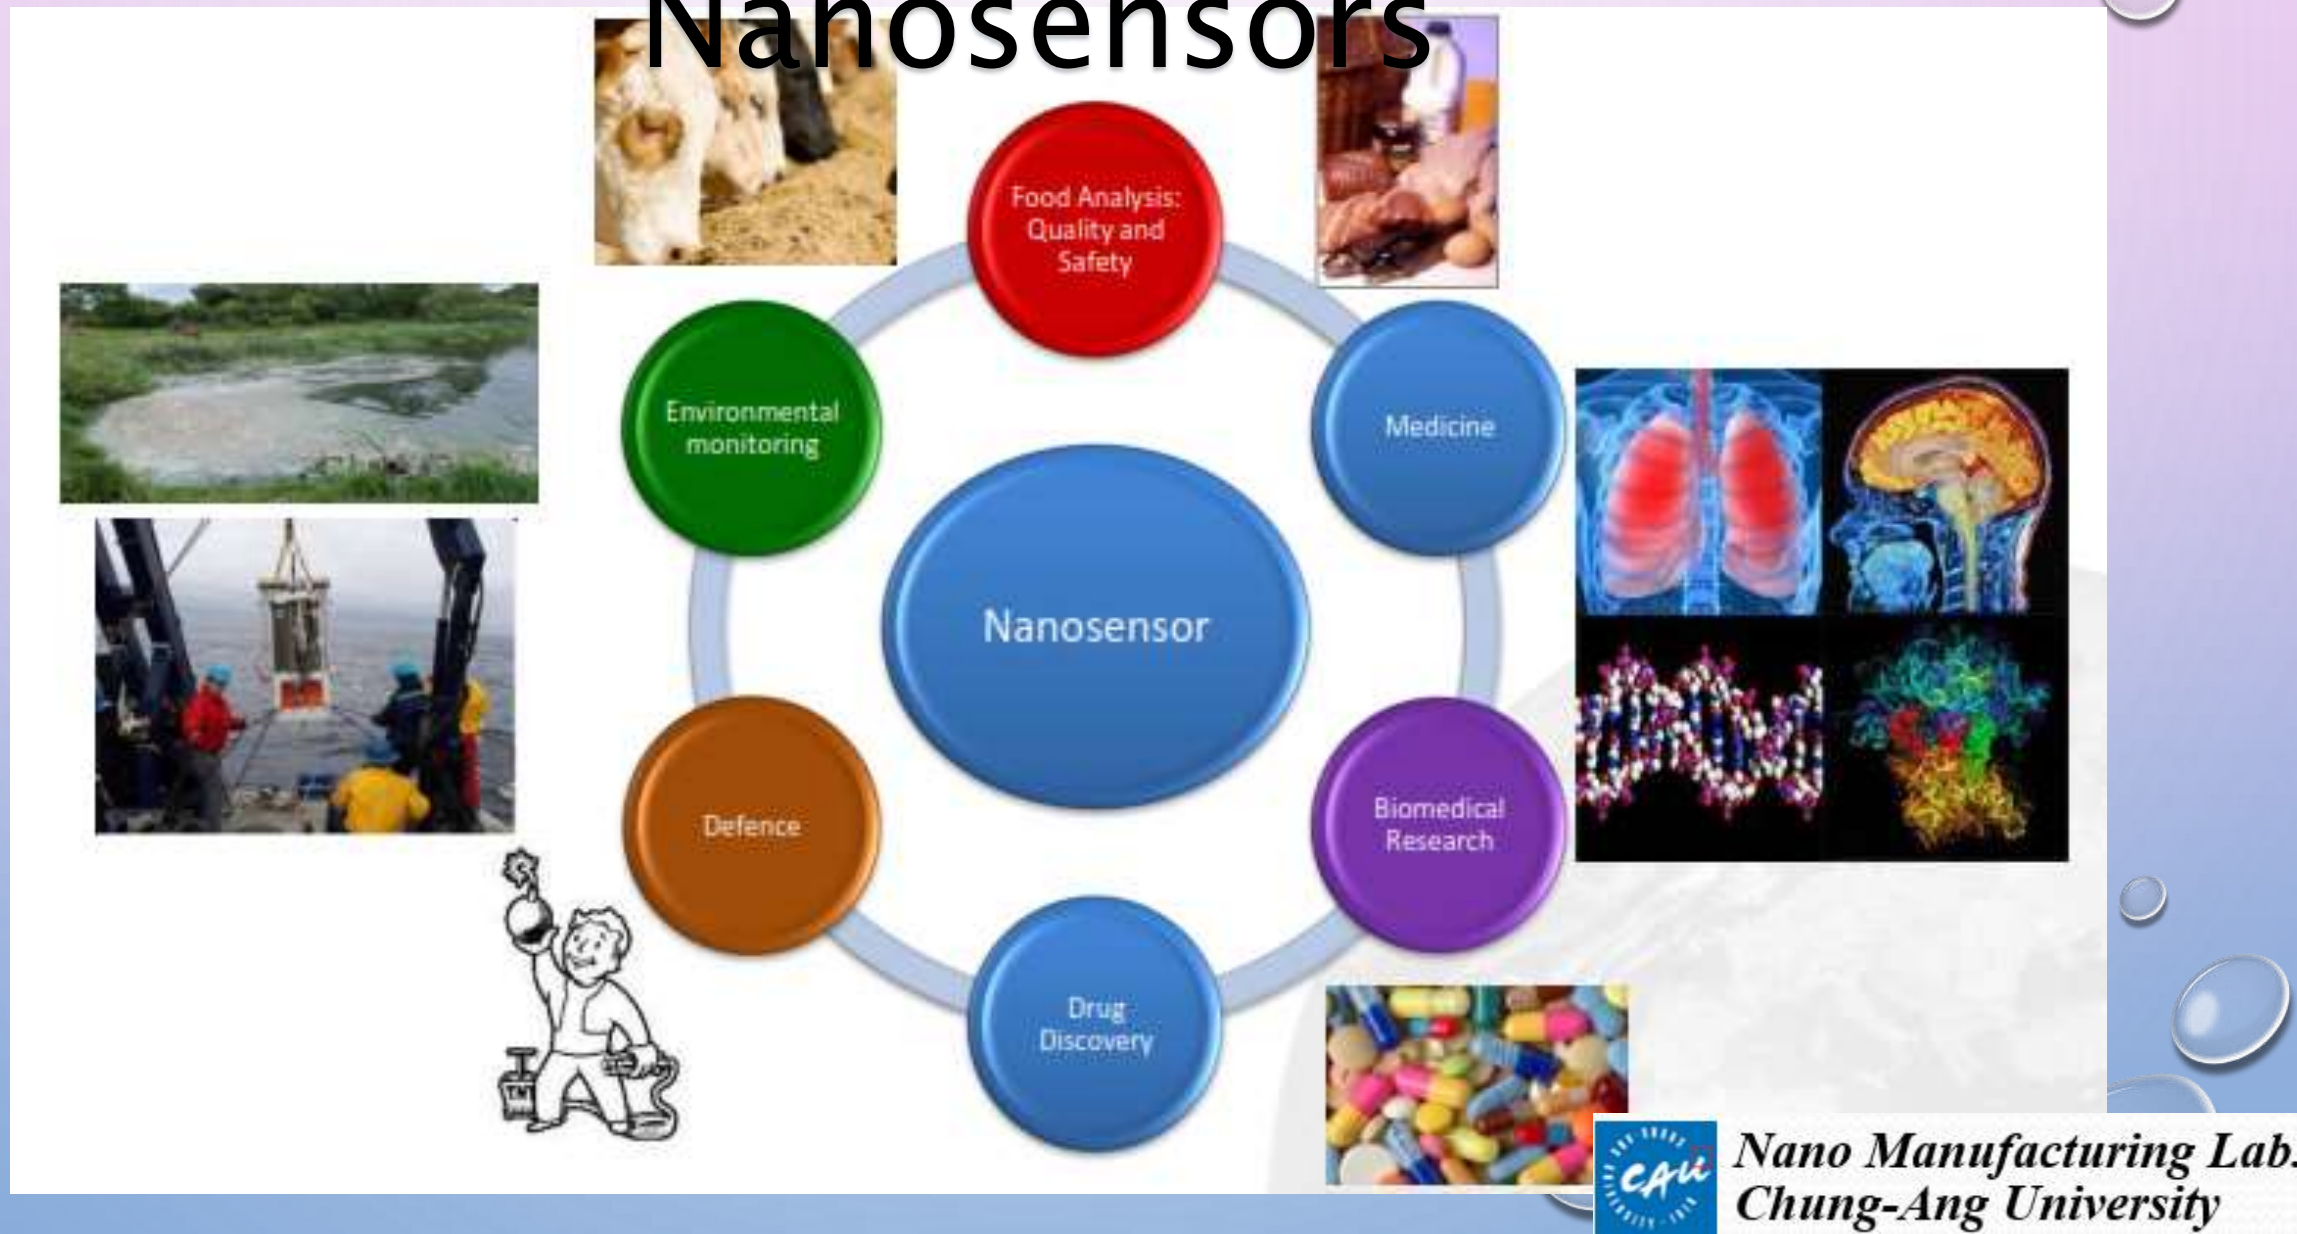 Nanosensors
Food Analysis:
Quality and
Safety
Environmental
monitoring
Medicine
Nanosensor
Defence
Biomedical
Research
Drug
Discovery
TNT
CAU
Nano Manufacturing Lab.
Chung-Ang University